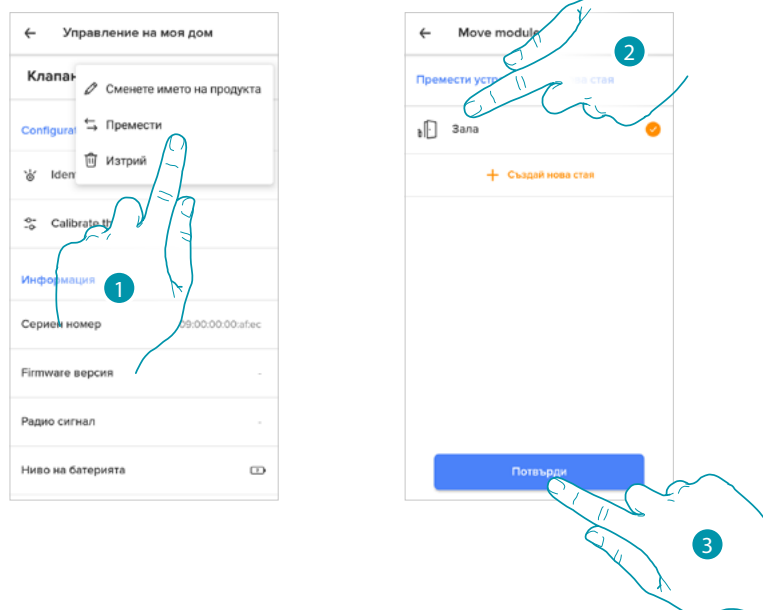 Управление на моя дом
Клапан
Сменете името на продукта
Премести
Изтрий
Configurat
Iden
Calibrate th
1
Информация
Сериен номер
09:00:00:00:af:ec
Firmware версия
-
Радио сигнал
-
Ниво на батерията
Move module
2
Премести устр
стая
Зала
Създай нова стая
Потвърди
3